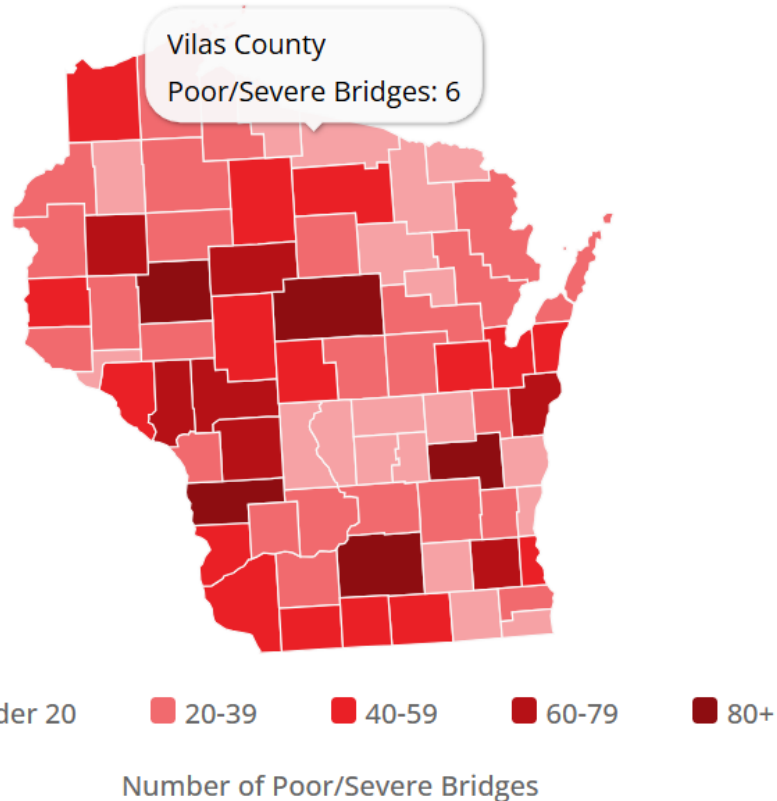 Vilas County
Poor/Severe Bridges: 6
der 20
20-39
40-59
60-79
80+
Number of Poor/Severe Bridges